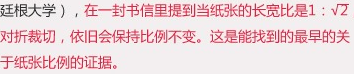 廷根大学），在一封书信里提到当纸张的长宽比是1：√2
对折裁切，依旧会保持比例不变。这是能找到的最早的关
于纸张比例的证据。